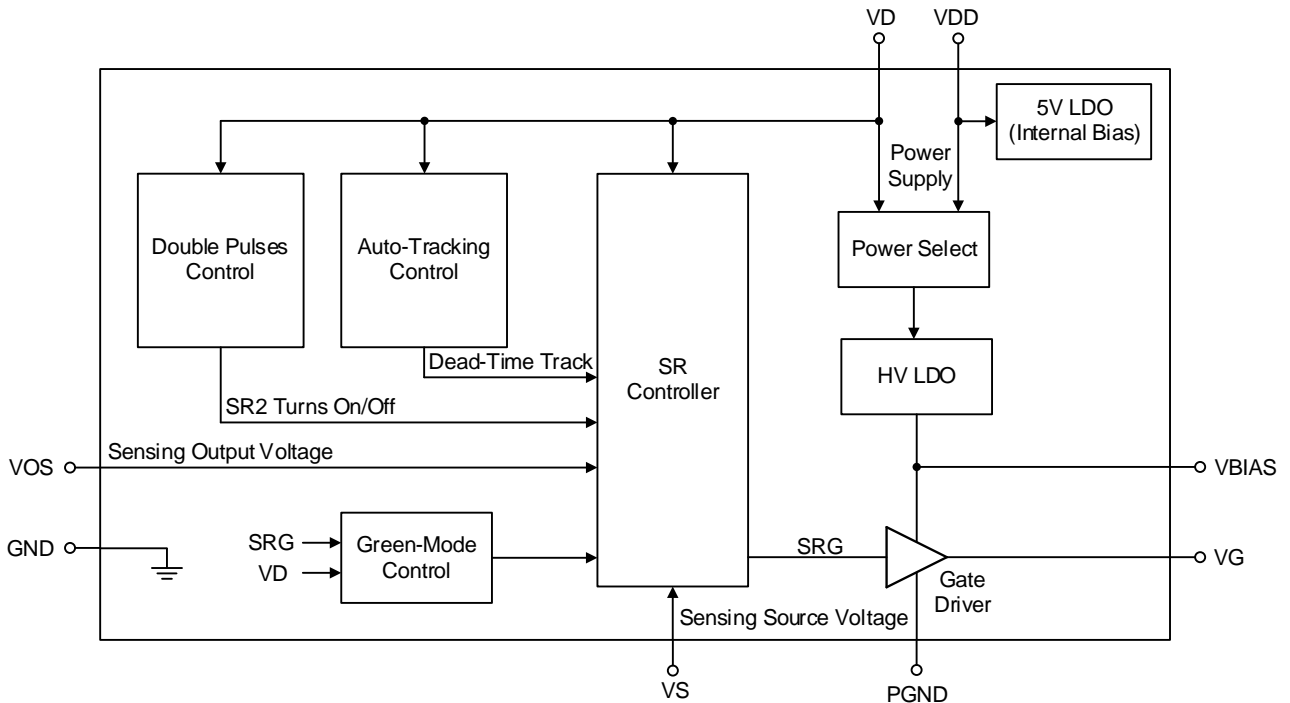 VD
VDD
5V LDO
(Internal Bias)
Power
Supply
Double Pulses
Control
Auto-Tracking
Control
Power Select
Dead-Time Track
SR
Controller
HV LDO
SR2 Turns On/Off
Sensing Output Voltage
VOS
VBIAS
GND
SRG
VD
Green-Mode
Control
SRG
VG
Gate
Driver
Sensing Source Voltage
VS
PGND